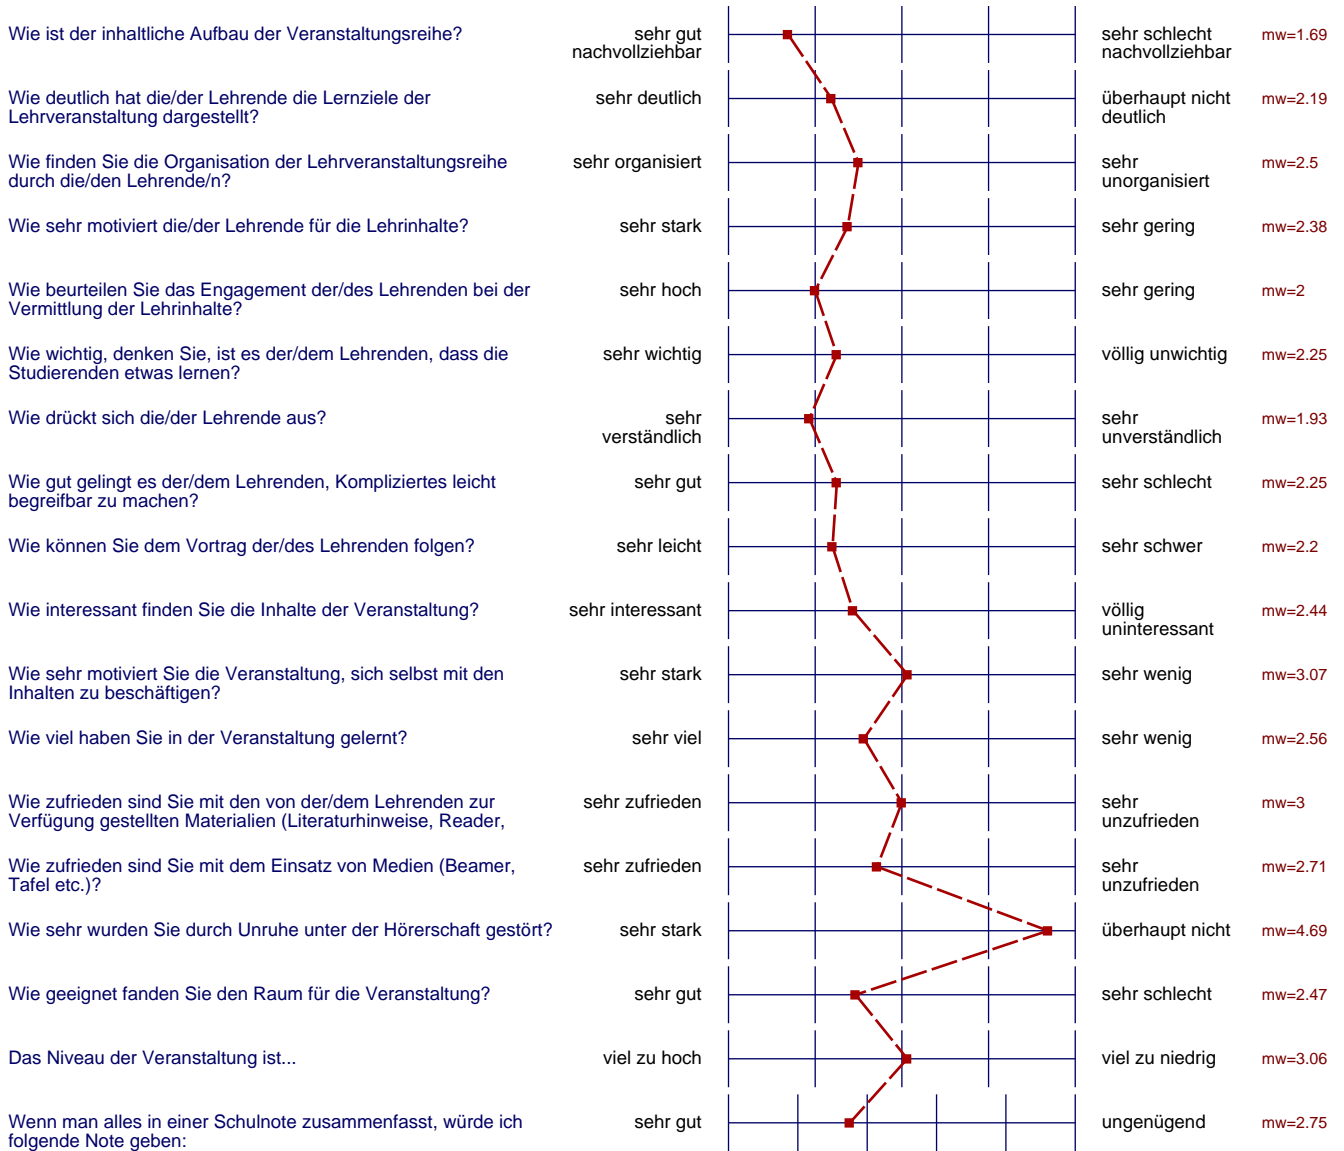 Wie ist der inhaltliche Aufbau der Veranstaltungsreihe?
sehr gut
nachvollziehbar
sehr schlecht
nachvollziehbar
mw=1.69
Wie deutlich hat die/der Lehrende die Lernziele der
Lehrveranstaltung dargestellt?
sehr deutlich
überhaupt nicht
deutlich
mw=2.19
Wie finden Sie die Organisation der Lehrveranstaltungsreihe
durch die/den Lehrende/n?
sehr organisiert
sehr
unorganisiert
mw=2.5
Wie sehr motiviert die/der Lehrende für die Lehrinhalte?
sehr stark
sehr gering
mw=2.38
Wie beurteilen Sie das Engagement der/des Lehrenden bei der
Vermittlung der Lehrinhalte?
sehr hoch
sehr gering
mw=2
Wie wichtig, denken Sie, ist es der/dem Lehrenden, dass die
Studierenden etwas lernen?
sehr wichtig
völlig unwichtig
mw=2.25
Wie drückt sich die/der Lehrende aus?
sehr
verständlich
sehr
unverständlich
mw=1.93
Wie gut gelingt es der/dem Lehrenden, Kompliziertes leicht
begreifbar zu machen?
sehr gut
sehr schlecht
mw=2.25
Wie können Sie dem Vortrag der/des Lehrenden folgen?
sehr leicht
sehr schwer
mw=2.2
Wie interessant finden Sie die Inhalte der Veranstaltung?
sehr interessant
völlig
uninteressant
mw=2.44
Wie sehr motiviert Sie die Veranstaltung, sich selbst mit den
Inhalten zu beschäftigen?
sehr stark
sehr wenig
mw=3.07
Wie viel haben Sie in der Veranstaltung gelernt?
sehr viel
sehr wenig
mw=2.56
Wie zufrieden sind Sie mit den von der/dem Lehrenden zur
Verfügung gestellten Materialien (Literaturhinweise, Reader,
sehr zufrieden
sehr
unzufrieden
mw=3
Wie zufrieden sind Sie mit dem Einsatz von Medien (Beamer,
Tafel etc.)?
sehr zufrieden
sehr
unzufrieden
mw=2.71
Wie sehr wurden Sie durch Unruhe unter der Hörerschaft gestört?
sehr stark
überhaupt nicht
mw=4.69
Wie geeignet fanden Sie den Raum für die Veranstaltung?
sehr gut
sehr schlecht
mw=2.47
Das Niveau der Veranstaltung ist...
viel zu hoch
viel zu niedrig
mw=3.06
Wenn man alles in einer Schulnote zusammenfasst, würde ich
folgende Note geben:
sehr gut
ungenügend
mw=2.75